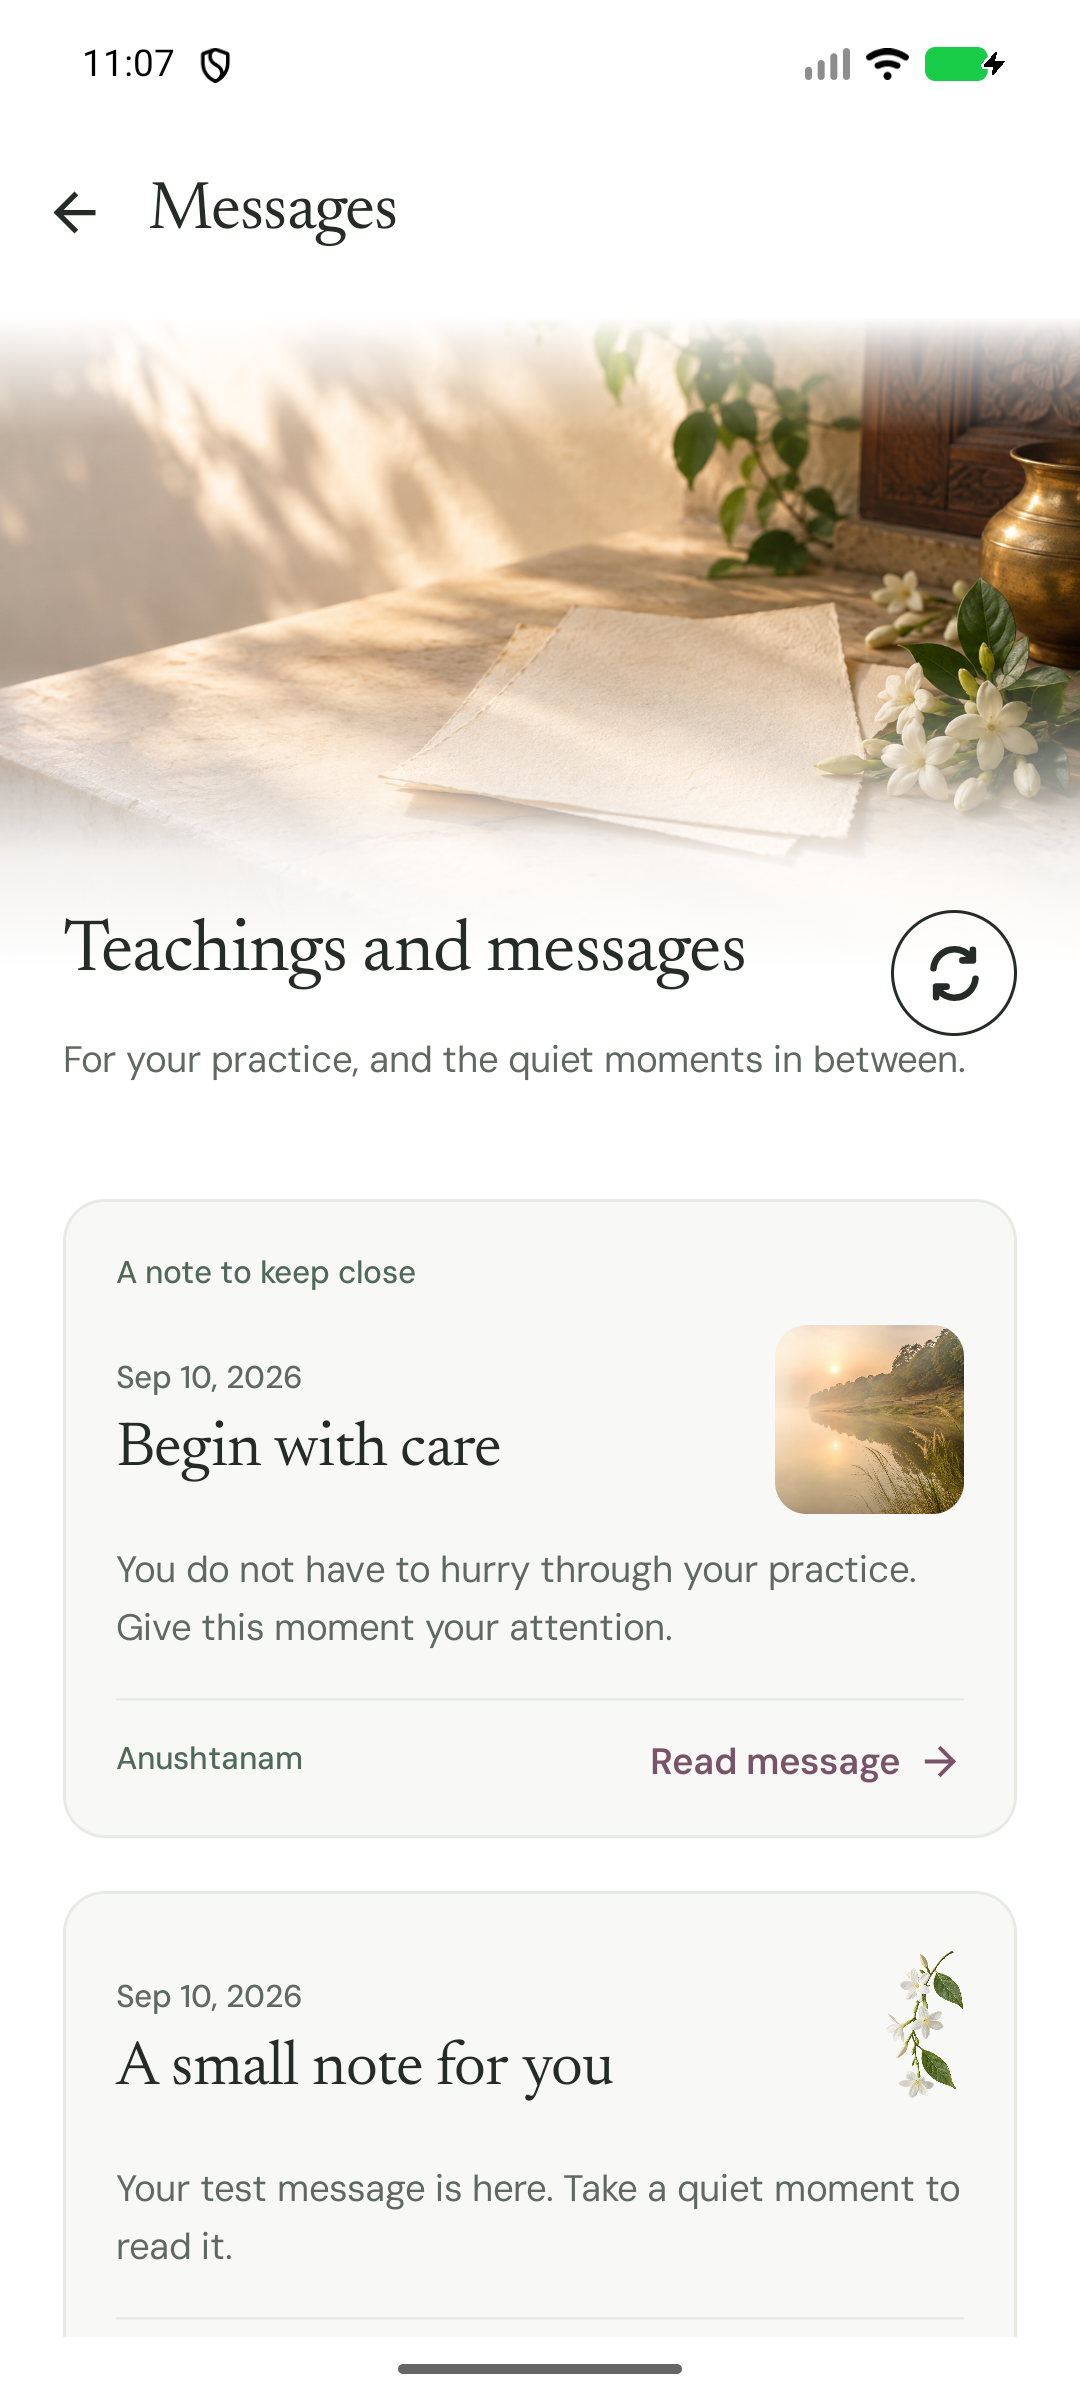 11:07
Messages
Teachings and messages
For your practice, and the quiet moments in between.
A note to keep close
Sep 10, 2026
Begin with care
You do not have to hurry through your practice.
Give this moment your attention.
Anushtanam
Read message
Sep 10, 2026
A small note for you
Your test message is here. Take a quiet moment to
read it.